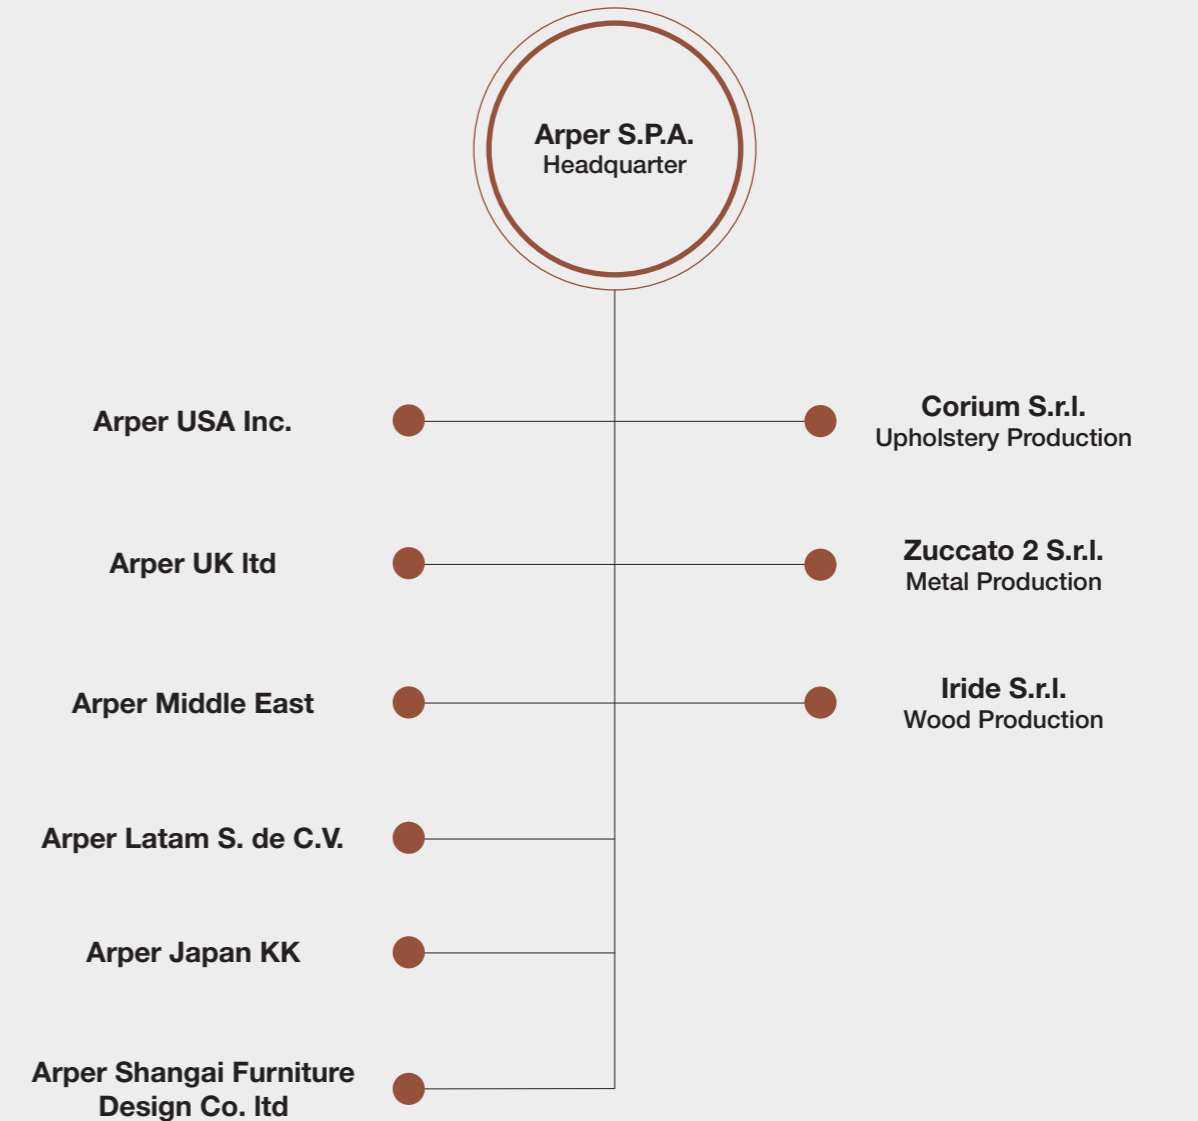 Arper S.P.A.
Headquarter
Arper USA Inc.
Corium S.r.l.
Upholstery Production
Arper UK ltd
Zuccato 2 S.r.l.
Metal Production
Arper Middle East
Iride S.r.l.
Wood Production
Arper Latam S. de C.V.
Arper Japan KK
Arper Shangai Furniture
Design Co. ltd